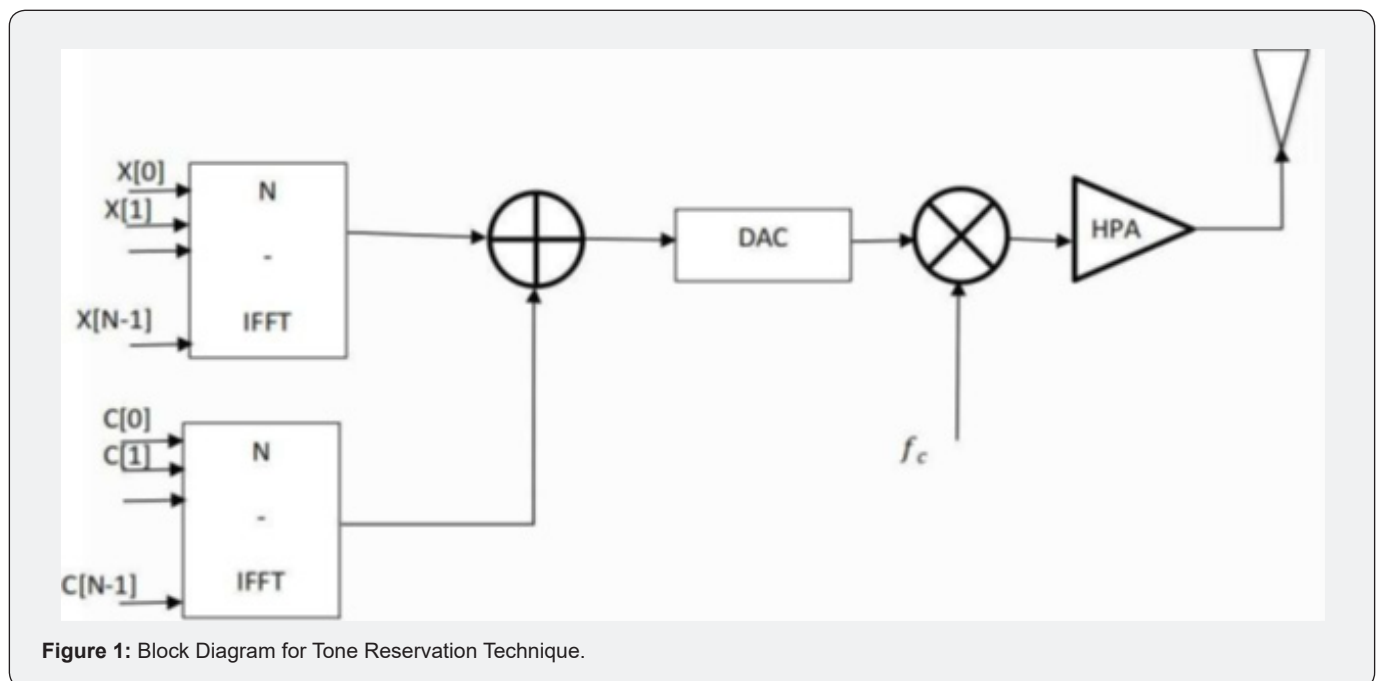 X[0]
X[1]
X[N-1]
N
-
IFFT
DAC
HPA
f_c
C[0]
C[1]
C[N-1]
N
-
IFFT
Figure 1: Block Diagram for Tone Reservation Technique.